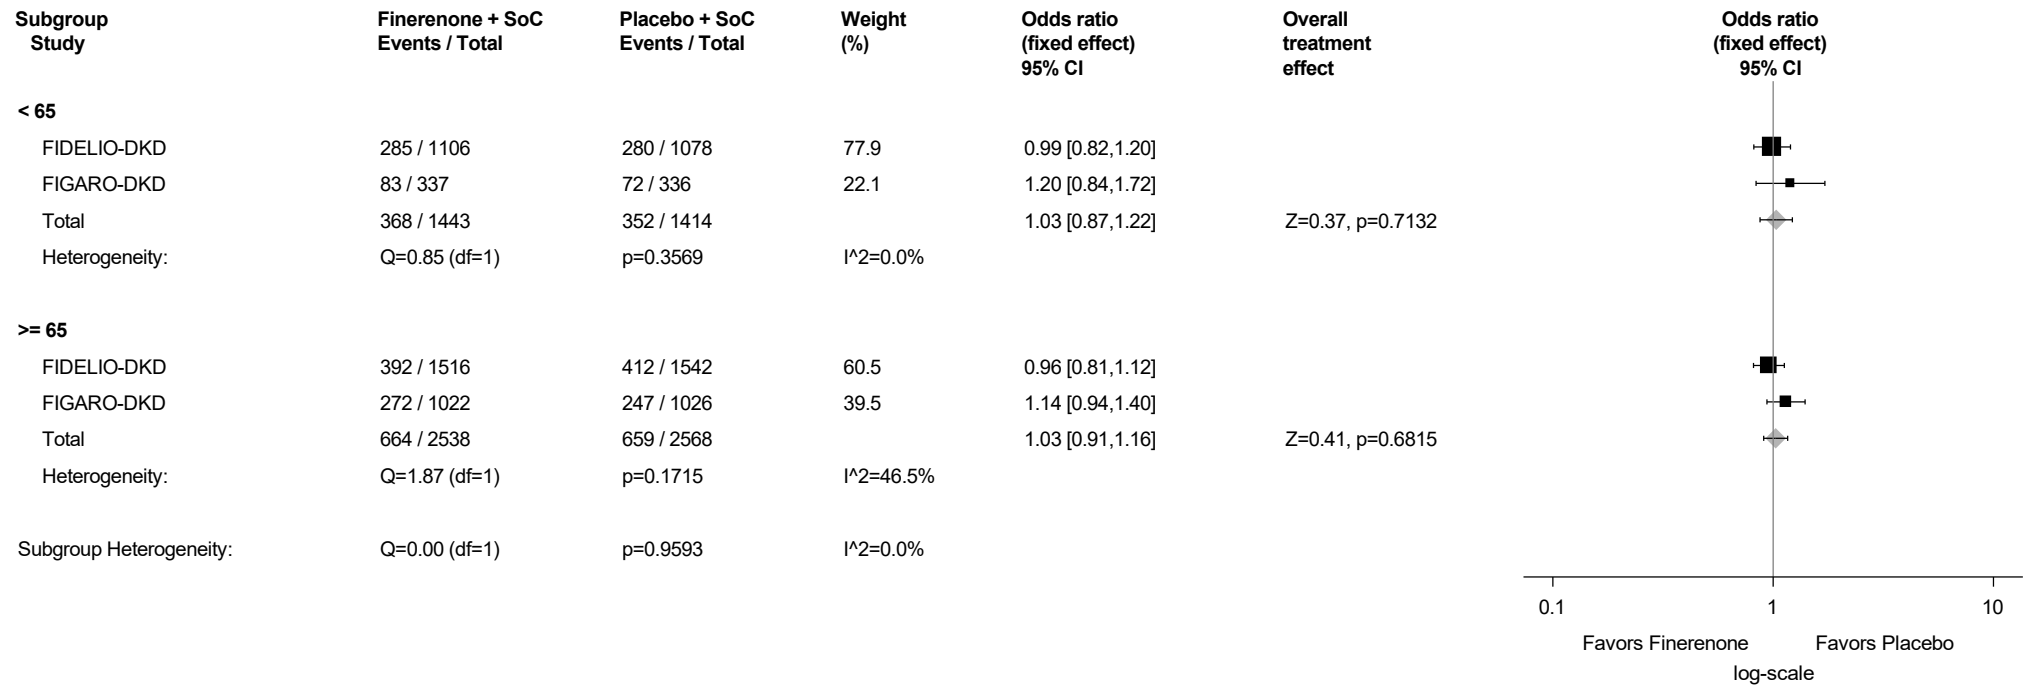 Subgroup Finerenone + SoC Placebo + SoC Weight Odds ratio Overall Odds ratio
Study Events / Total Events / Total (%) (fixed effect) treatment (fixed effect)
95% CI effect 95% CI
< 65
FIDELIO-DKD 285 / 1106 280 / 1078 77.9 0.99 [0.82,1.20]
FIGARO-DKD 83 / 337 72 / 336 22.1 1.20 [0.84,1.72]
Total 368 / 1443 352 / 1414 1.03 [0.87,1.22] Z=0.37, p=0.7132
Heterogeneity: Q=0.85 (df=1) p=0.3569 I^2=0.0%
>= 65
FIDELIO-DKD 392 / 1516 412 / 1542 60.5 0.96 [0.81,1.12]
FIGARO-DKD 272 / 1022 247 / 1026 39.5 1.14 [0.94,1.40]
Total 664 / 2538 659 / 2568 1.03 [0.91,1.16] Z=0.41, p=0.6815
Heterogeneity: Q=1.87 (df=1) p=0.1715 I^2=46.5%
Subgroup Heterogeneity: Q=0.00 (df=1) p=0.9593 I^2=0.0%
0.1 1 10
Favors Finerenone Favors Placebo
log-scale